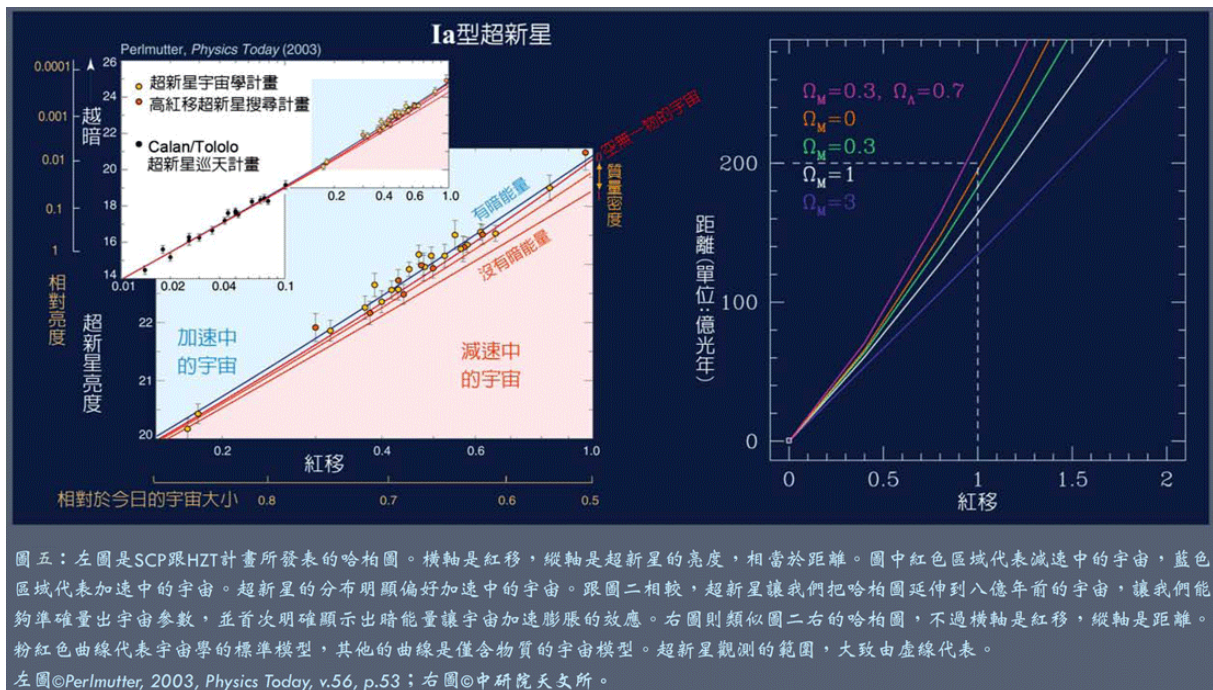 Ia型超新星
Perlmutter, Physics Today (2003)
0.0001
0.001
0.01
0.1
1
相對亮度
越暗
超新星亮度
26
24
22
20
18
16
14
超新星宇宙學計畫
高紅移超新星搜尋計畫
Calan/Tololo
超新星巡天計畫
0.01
0.02
0.04
0.1
0.2
0.4
0.6
1.0
空無一物的宇宙
0
質量密度
有暗能量
沒有暗能量
加速中
的宇宙
減速中
的宇宙
22
21
20
0.2
0.4
0.6
1.0
紅移
相對於今日的宇宙大小
0.8
0.7
0.6
0.5
Ω_M=0.3, Ω_Λ=0.7
Ω_M=0
Ω_M=0.3
Ω_M=1
Ω_M=3
距離(單位:億光年)
200
100
0
0
0.5
1
1.5
2
紅移
圖五：左圖是SCP跟HZT計畫所發表的哈柏圖。橫軸是紅移，縱軸是超新星的亮度，相當於距離。圖中紅色區域代表減速中的宇宙，藍色
區域代表加速中的宇宙。超新星的分布明顯偏好加速中的宇宙。跟圖二相較，超新星讓我們把哈柏圖延伸到八億年前的宇宙，讓我們能
夠準確量出宇宙參數，並首次明確顯示出暗能量讓宇宙加速膨脹的效應。右圖則類似圖二右的哈柏圖，不過橫軸是紅移，縱軸是距離。
粉紅色曲線代表宇宙學的標準模型，其他的曲線是僅含物質的宇宙模型。超新星觀測的範圍，大致由虛線代表。
左圖©Perlmutter, 2003, Physics Today, v.56, p.53；右圖©中研院天文所。